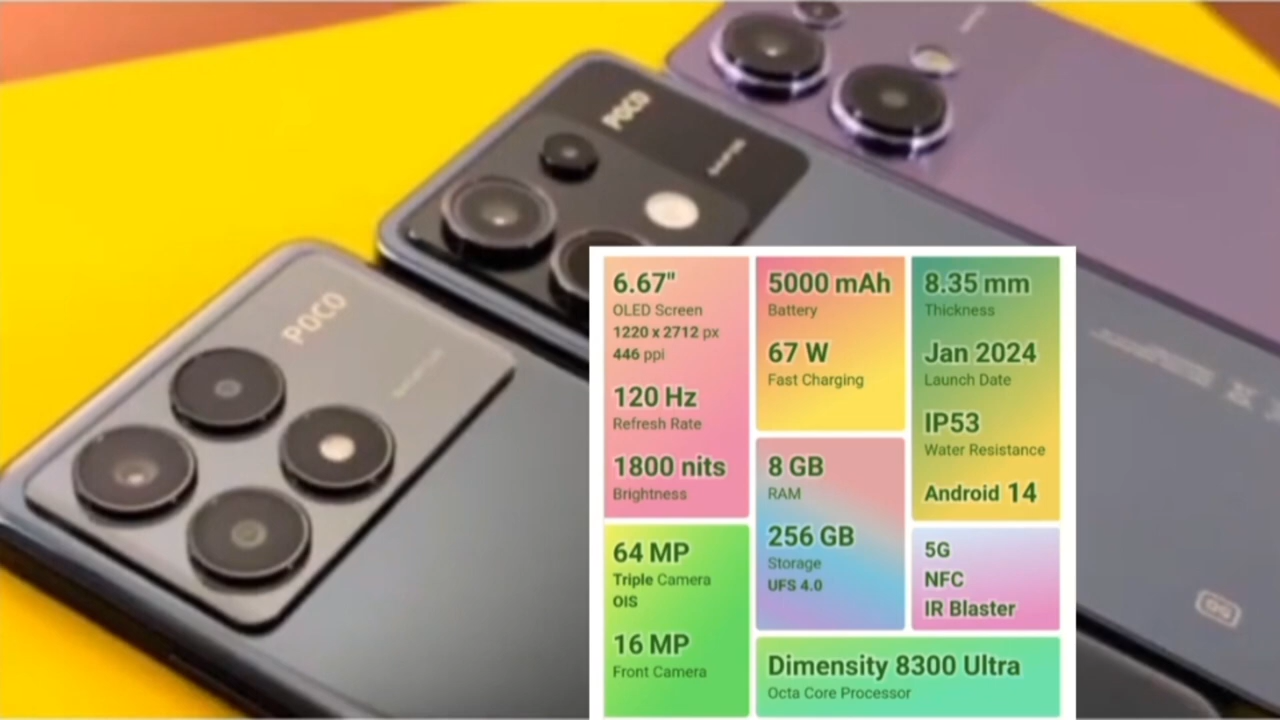 POCO
POCO
6.67"
OLED Screen
1220 x 2712 px
446 ppi
120 Hz
Refresh Rate
1800 nits
Brightness
64 MP
Triple Camera
OIS
16 MP
Front Camera
5000 mAh
Battery
67 W
Fast Charging
8 GB
RAM
256 GB
Storage
UFS 4.0
8.35 mm
Thickness
Jan 2024
Launch Date
IP53
Water Resistance
Android 14
5G
NFC
IR Blaster
Dimensity 8300 Ultra
Octa Core Processor